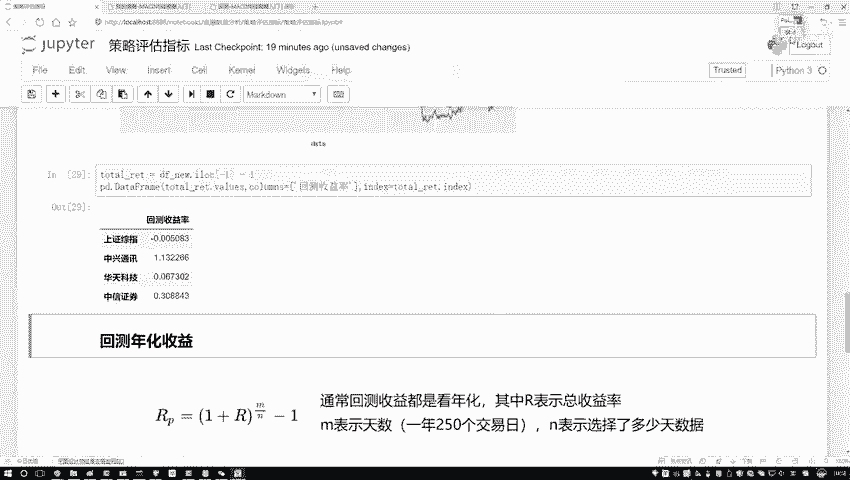 jupyter 策略评估指标 Last Checkpoint: 19 minutes ago (unsaved changes)
Logout
File Edit View Insert Cell Kernel Widgets Help
Trusted Python 3
Markdown
date
In [29]: total_ret = df_new.iloc[-1] - 1
pd.DataFrame(total_ret.values,columns=['回测收益率'],index=total_ret.index)
Out[29]:
回测收益率
上证综指 -0.005083
中兴通讯 1.132266
华天科技 0.067302
中信证券 0.308843
回测年化收益
R_p = (1 + R)^{m/n} − 1
通常回测收益都是看年化，其中R表示总收益率
m表示天数（一年250个交易日），n表示选择了多少天数据